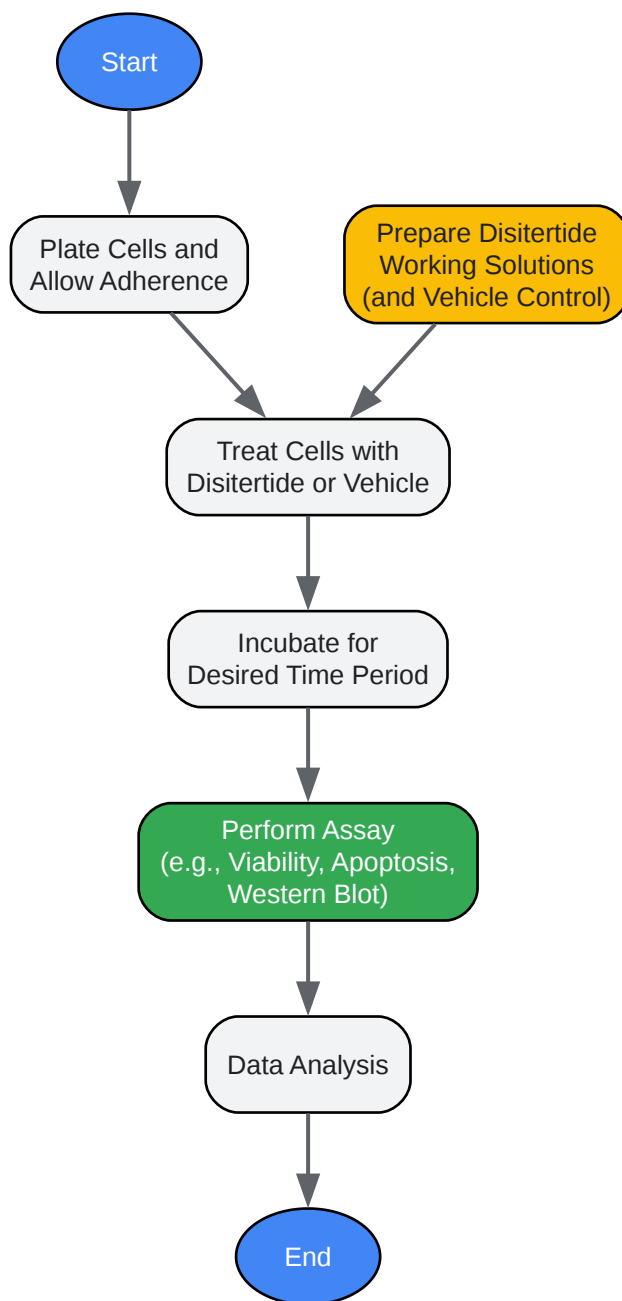 Start
Plate Cells and
Allow Adherence
Prepare Disitertide
Working Solutions
(and Vehicle Control)
Treat Cells with
Disitertide or Vehicle
Incubate for
Desired Time Period
Perform Assay
(e.g., Viability, Apoptosis,
Western Blot)
Data Analysis
End